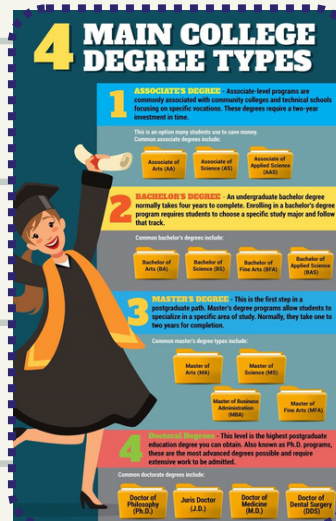 4 MAIN COLLEGE
DEGREE TYPES
1
ASSOCIATE'S DEGREE - Associate-level programs are
commonly associated with community colleges and technical schools
focusing on specific vocations. These degrees require a two-year
investment in time.
This is an option many students use to save money.
Common associate degrees include:
Associate of
Arts (AA)
Associate of
Science (AS)
Associate of
Applied Science
(AAS)
2
BACHELOR'S DEGREE - An undergraduate bachelor degree
normally takes four years to complete. Enrolling in a bachelor's degree
program requires students to choose a specific study major and follow
that track.
Common bachelor's degrees include:
Bachelor of
Arts (BA)
Bachelor of
Science (BS)
Bachelor of
Fine Arts (BFA)
Bachelor of
Applied Science
(BAS)
3
MASTER'S DEGREE - This is the first step in a
postgraduate path. Master's degree programs allow students to
specialize in a specific area of study. Normally, they take one to
two years for completion.
Common master's degree types include:
Master of
Arts (MA)
Master of
Science (MS)
Master of Business
Administration
(MBA)
Master of
Fine Arts (MFA)
4
Doctoral Degrees - This level is the highest postgraduate
education degree you can obtain. Also known as Ph.D. programs,
these are the most advanced degrees possible and require
extensive work to be admitted.
Common doctorate degrees include:
Doctor of
Philosophy
(Ph.D.)
Juris Doctor
(J.D.)
Doctor of
Medicine
(M.D.)
Doctor of
Dental Surgery
(DDS)